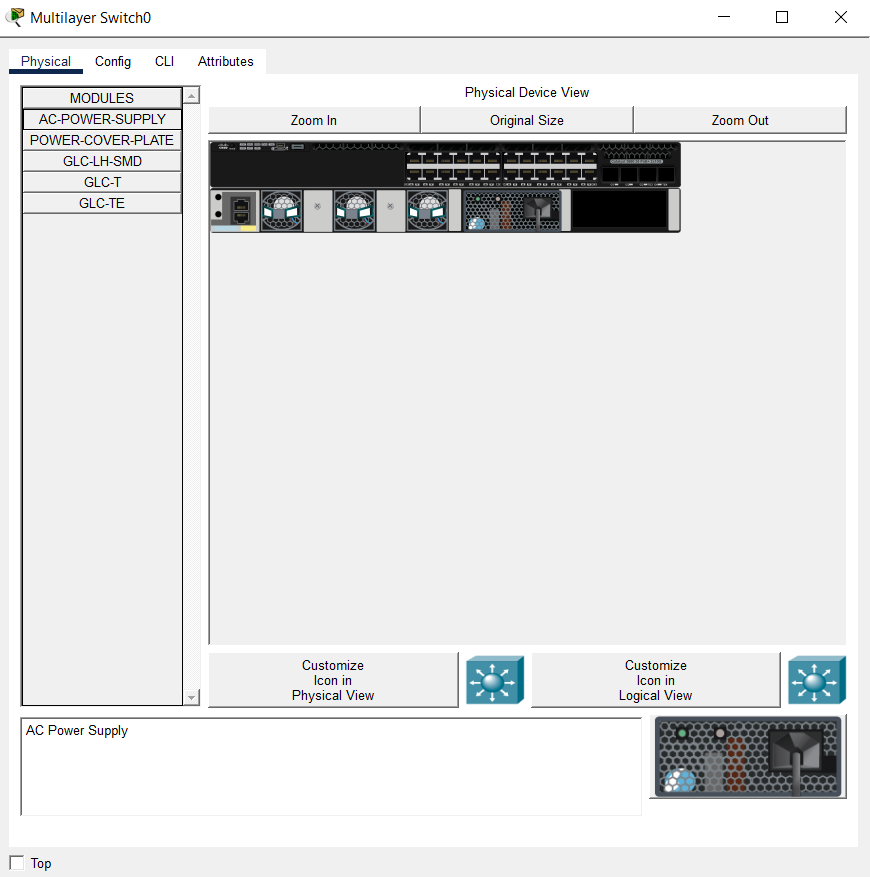 Multilayer Switch0
Physical Config CLI Attributes
MODULES
AC-POWER-SUPPLY
POWER-COVER-PLATE
GLC-LH-SMD
GLC-T
GLC-TE
Physical Device View
Zoom In Original Size Zoom Out
Customize
Icon in
Physical View
Customize
Icon in
Logical View
AC Power Supply
Top